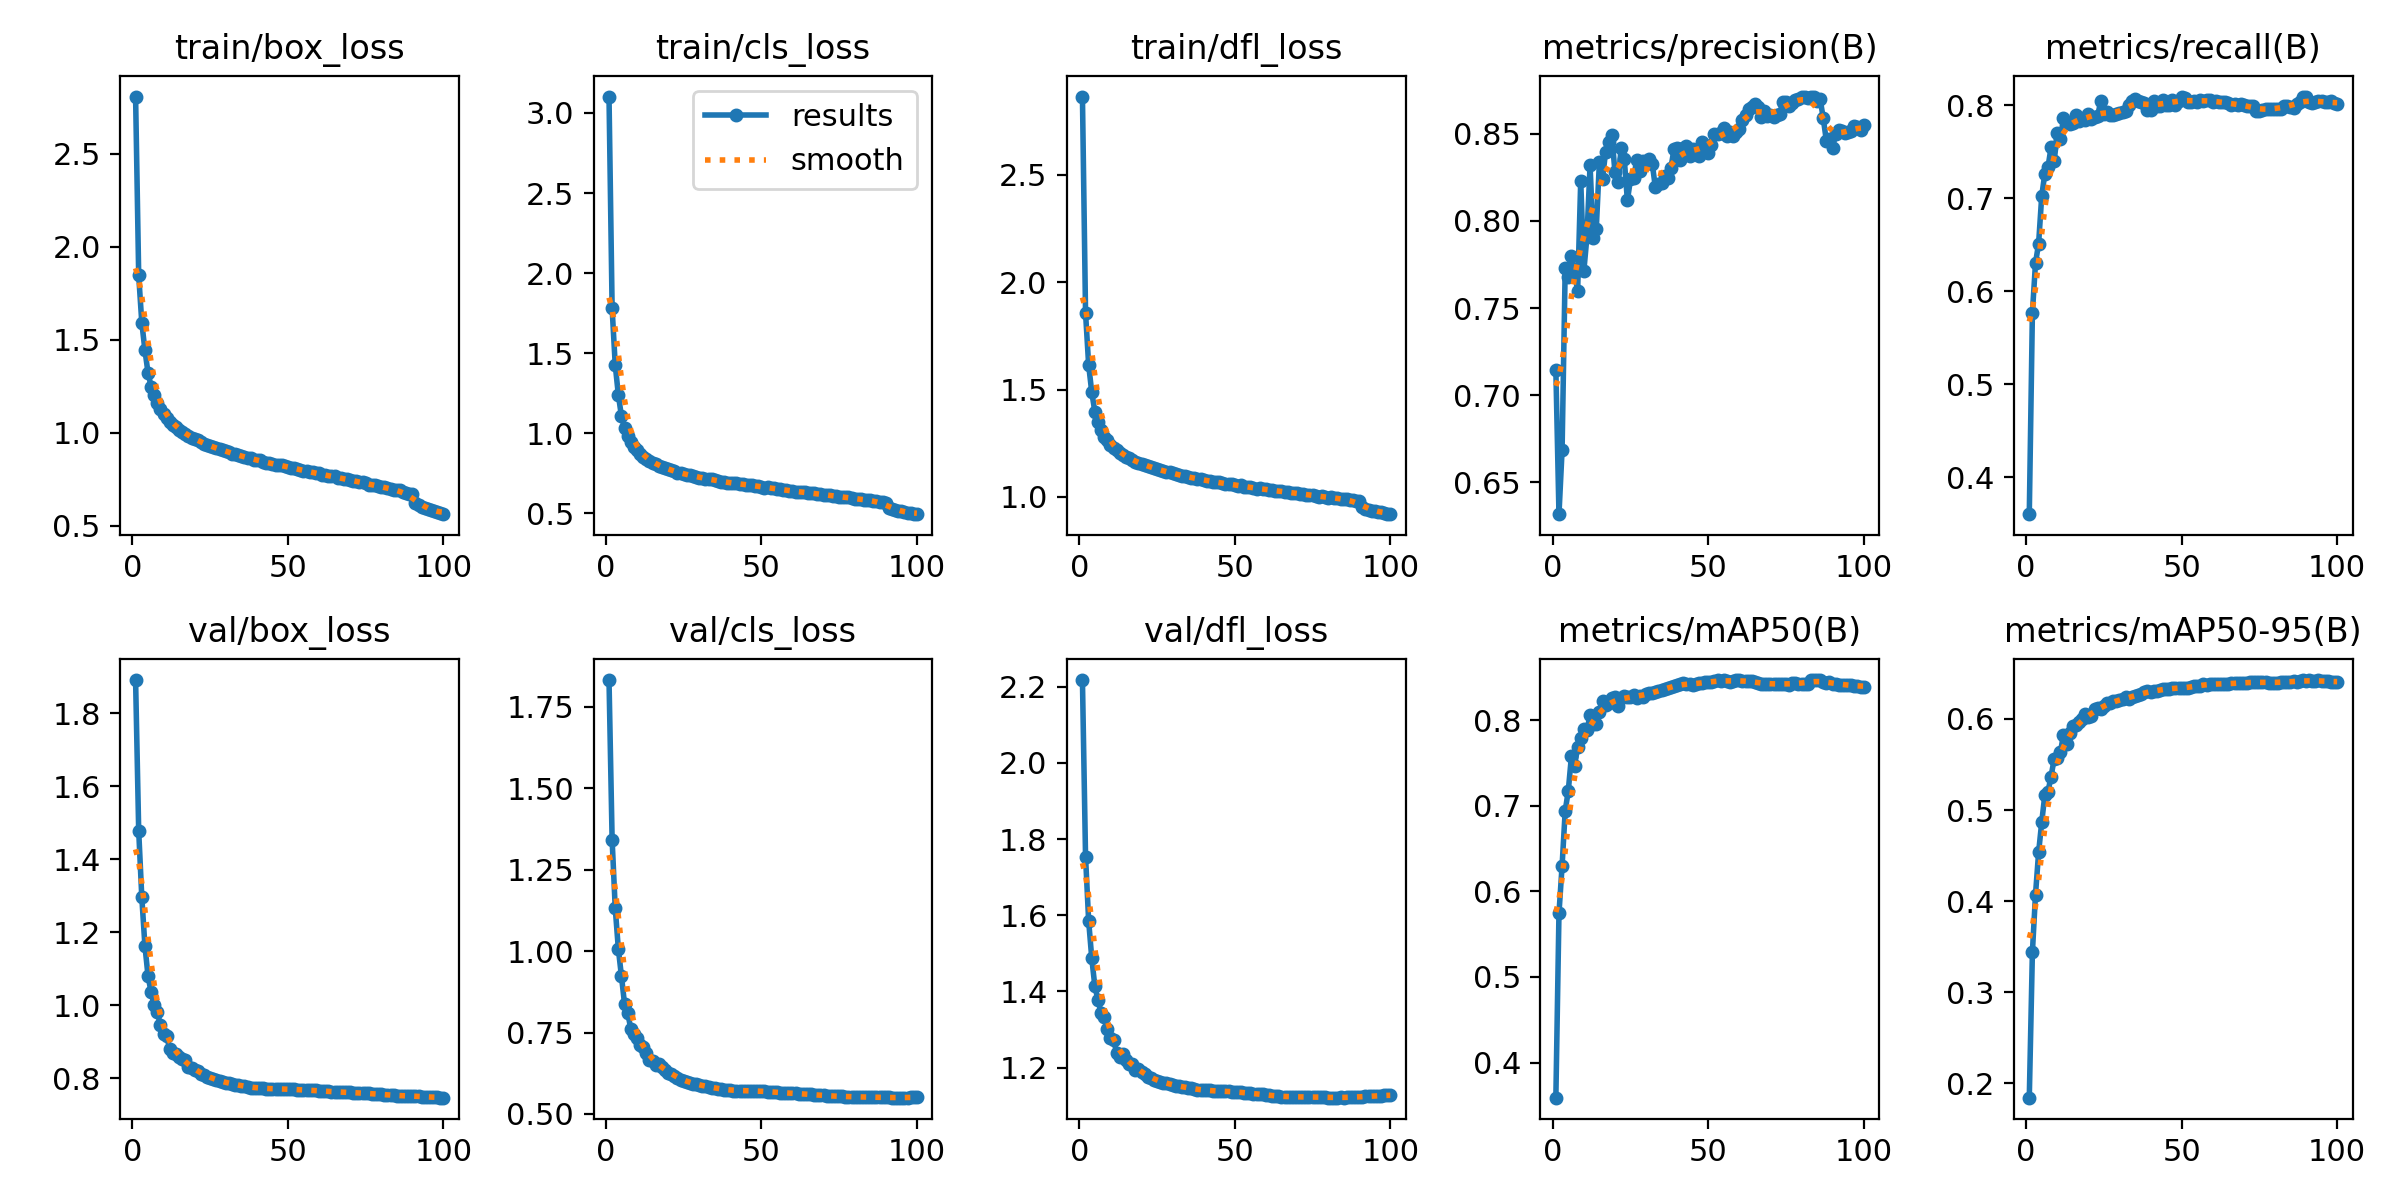 train/box_loss
2.5
2.0
1.5
1.0
0.5
0 50 100
train/cls_loss
results
smooth
3.0
2.5
2.0
1.5
1.0
0.5
0 50 100
train/dfl_loss
2.5
2.0
1.5
1.0
0 50 100
metrics/precision(B)
0.85
0.80
0.75
0.70
0.65
0 50 100
metrics/recall(B)
0.8
0.7
0.6
0.5
0.4
0 50 100
val/box_loss
1.8
1.6
1.4
1.2
1.0
0.8
0 50 100
val/cls_loss
1.75
1.50
1.25
1.00
0.75
0.50
0 50 100
val/dfl_loss
2.2
2.0
1.8
1.6
1.4
1.2
0 50 100
metrics/mAP50(B)
0.8
0.7
0.6
0.5
0.4
0 50 100
metrics/mAP50-95(B)
0.6
0.5
0.4
0.3
0.2
0 50 100